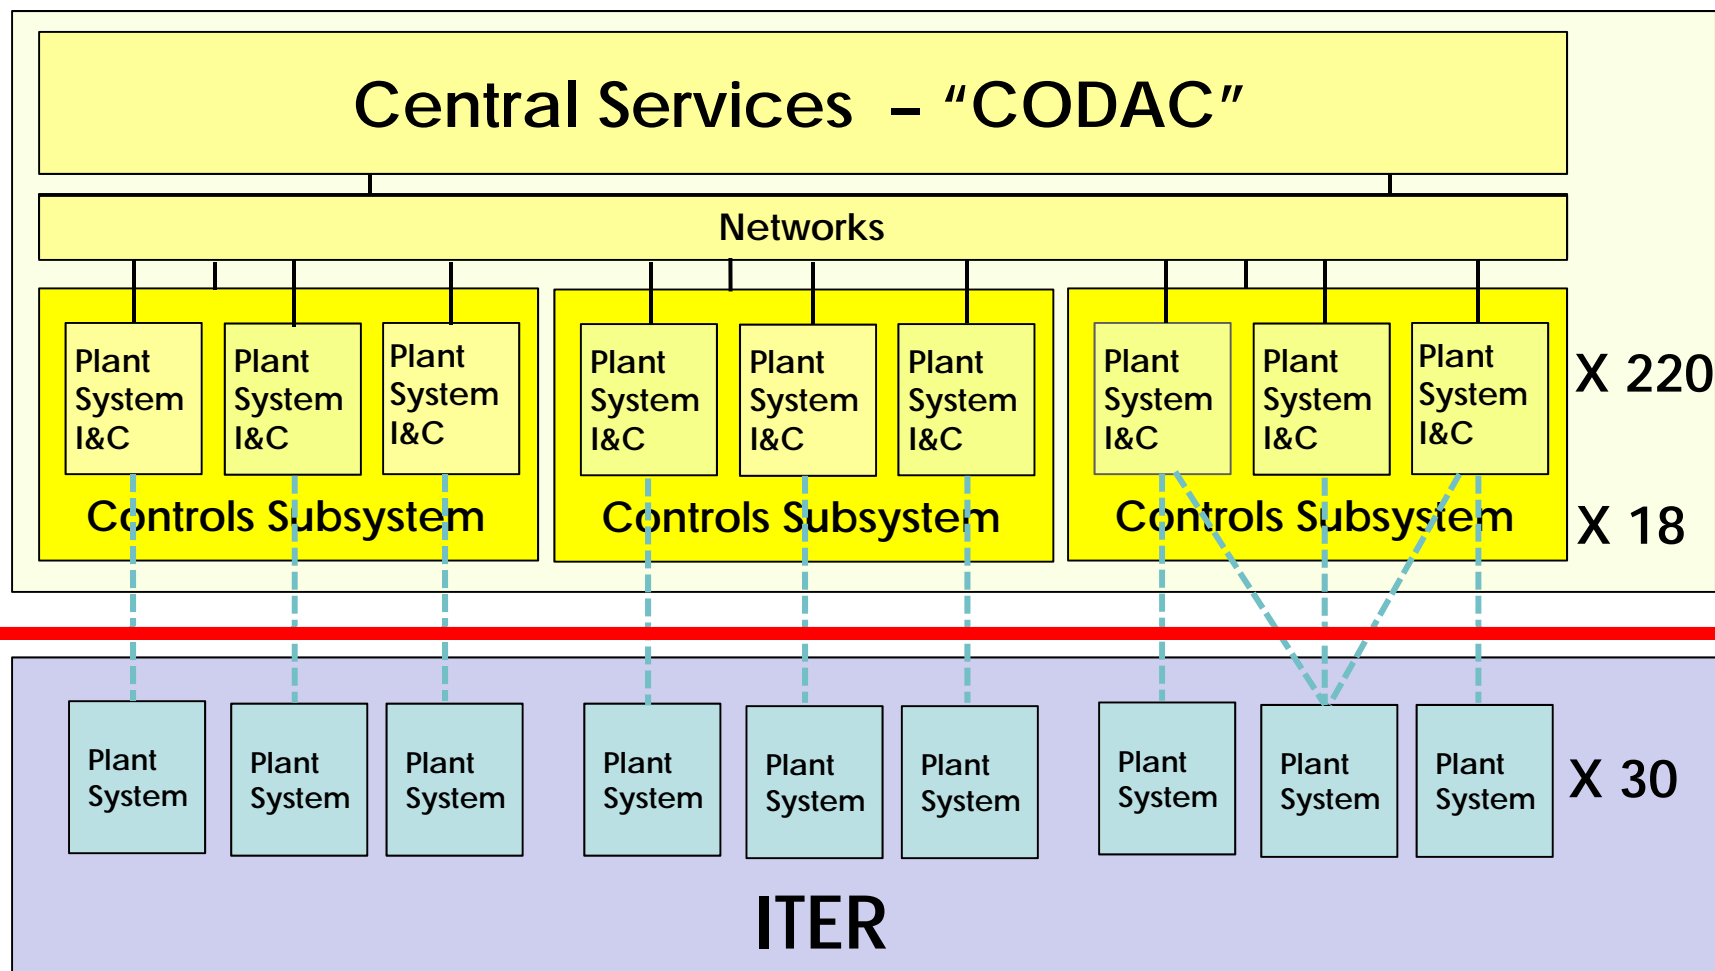 Central Services – “CODAC”
Networks
Plant
System
I&C
Plant
System
I&C
Plant
System
I&C
Plant
System
I&C
Plant
System
I&C
Plant
System
I&C
Plant
System
I&C
Plant
System
I&C
Plant
System
I&C
X 220
Controls Subsystem
Controls Subsystem
Controls Subsystem
X 18
Plant
System
Plant
System
Plant
System
Plant
System
Plant
System
Plant
System
Plant
System
Plant
System
Plant
System
X 30
ITER